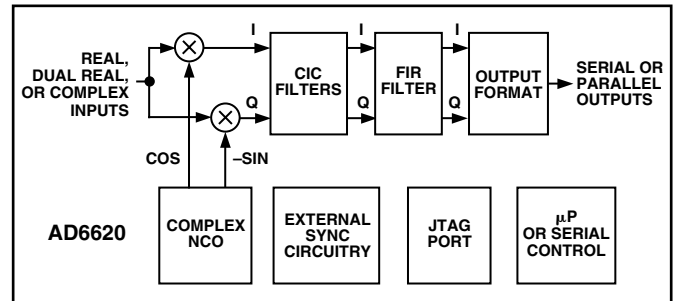 REAL,
DUAL REAL,
OR COMPLEX
INPUTS
I
Q
COS
–SIN
CIC
FILTERS
I
Q
FIR
FILTER
I
Q
OUTPUT
FORMAT
SERIAL OR
PARALLEL
OUTPUTS
AD6620
COMPLEX
NCO
EXTERNAL
SYNC
CIRCUITRY
JTAG
PORT
µP
OR SERIAL
CONTROL